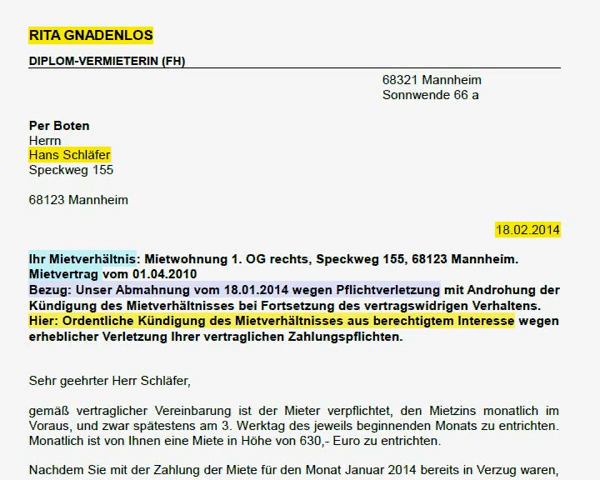 RITA GNADENLOS
DIPLOM-VERMIETERIN (FH)
68321 Mannheim
Sonnwende 66 a
Per Boten
Herrn
Hans Schläfer
Speckweg 155
68123 Mannheim
18.02.2014
Ihr Mietverhältnis: Mietwohnung 1. OG rechts, Speckweg 155, 68123 Mannheim.
Mietvertrag vom 01.04.2010
Bezug: Unser Abmahnung vom 18.01.2014 wegen Pflichtverletzung mit Androhung der
Kündigung des Mietverhältnisses bei Fortsetzung des vertragswidrigen Verhaltens.
Hier: Ordentliche Kündigung des Mietverhältnisses aus berechtigtem Interesse wegen
erheblicher Verletzung Ihrer vertraglichen Zahlungspflichten.
Sehr geehrter Herr Schläfer,
gemäß vertraglicher Vereinbarung ist der Mieter verpflichtet, den Mietzins monatlich im
Voraus, und zwar spätestens am 3. Werktag des jeweils beginnenden Monats zu entrichten.
Monatlich ist von Ihnen eine Miete in Höhe von 630,- Euro zu entrichten.
Nachdem Sie mit der Zahlung der Miete für den Monat Januar 2014 bereits in Verzug waren,